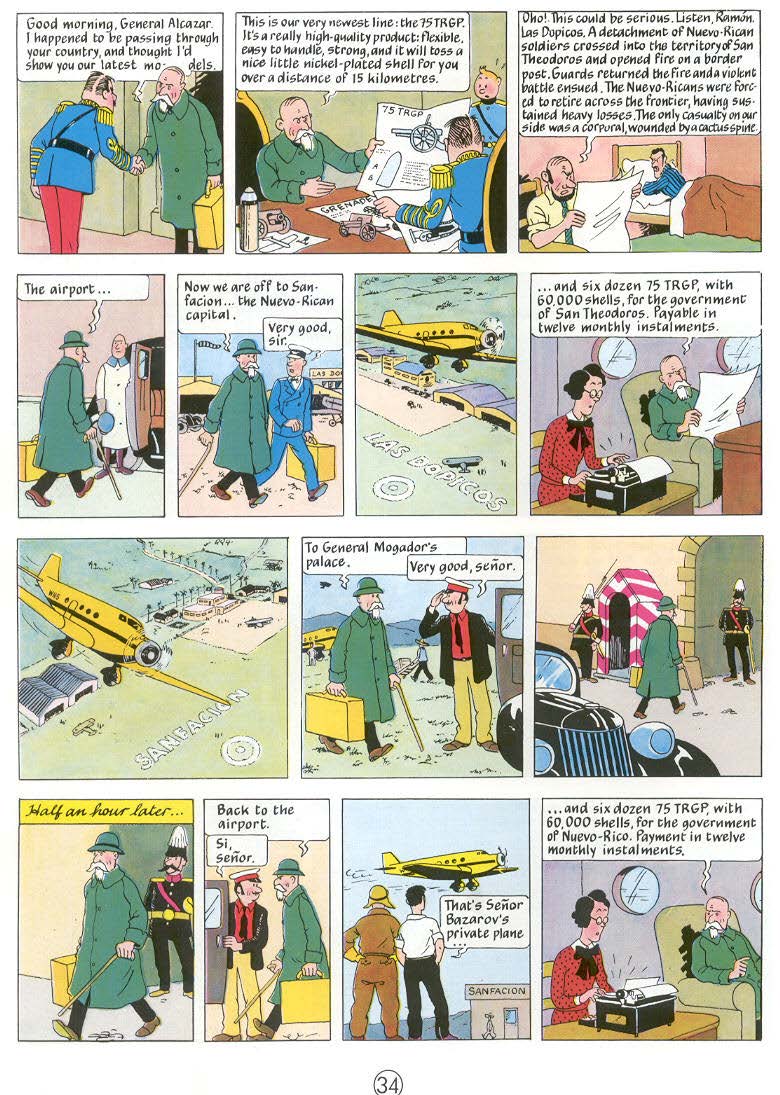 Good morning, General Alcazar.
I happened to be passing through
your country, and thought I'd
show you our latest mo- dels.
This is our very newest line: the 75TRGP.
It's a really high-quality product: flexible,
easy to handle, strong, and it will toss a
nice little nickel-plated shell for you
over a distance of 15 kilometres.
75 TRGP
A
B
GRENADE
Oho! This could be serious. Listen, Ramón.
Las Dopicos. A detachment of Nuevo-Rican
soldiers crossed into the territory of San
Theodoros and opened fire on a border
post. Guards returned the fire and a violent
battle ensued. The Nuevo-Ricans were forc-
ed to retire across the frontier, having sus-
tained heavy losses. The only casualty on our
side was a corporal, wounded by a cactus spine.
The airport...
Now we are off to San-
facion... the Nuevo-Rican
capital.
Very good,
sir.
LAS DO
LAS DOPICOS
...and six dozen 75 TRGP, with
60,000 shells, for the government
of San Theodoros. Payable in
twelve monthly instalments.
SANFACION
To General Mogador's
palace.
Very good, señor.
Half an hour later...
Back to the
airport.
Si,
señor.
That's Señor
Bazarov's
private plane
...
SANFACION
...and six dozen 75 TRGP, with
60,000 shells, for the government
of Nuevo-Rico. Payment in twelve
monthly instalments.
34